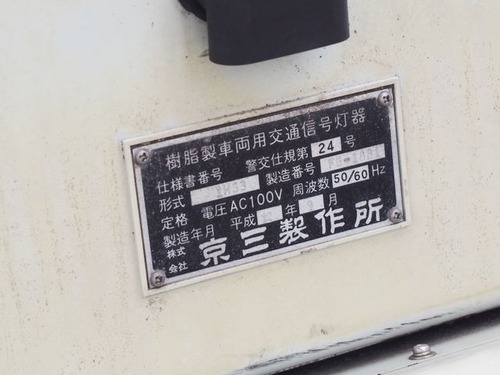 樹脂製車両用交通信号灯器
仕様書番号 警交仕規第 24 号
形式 製造番号
定格 電圧 AC100V 周波数 50/60 Hz
製造年月 平成 年 月
株式会社 京三製作所